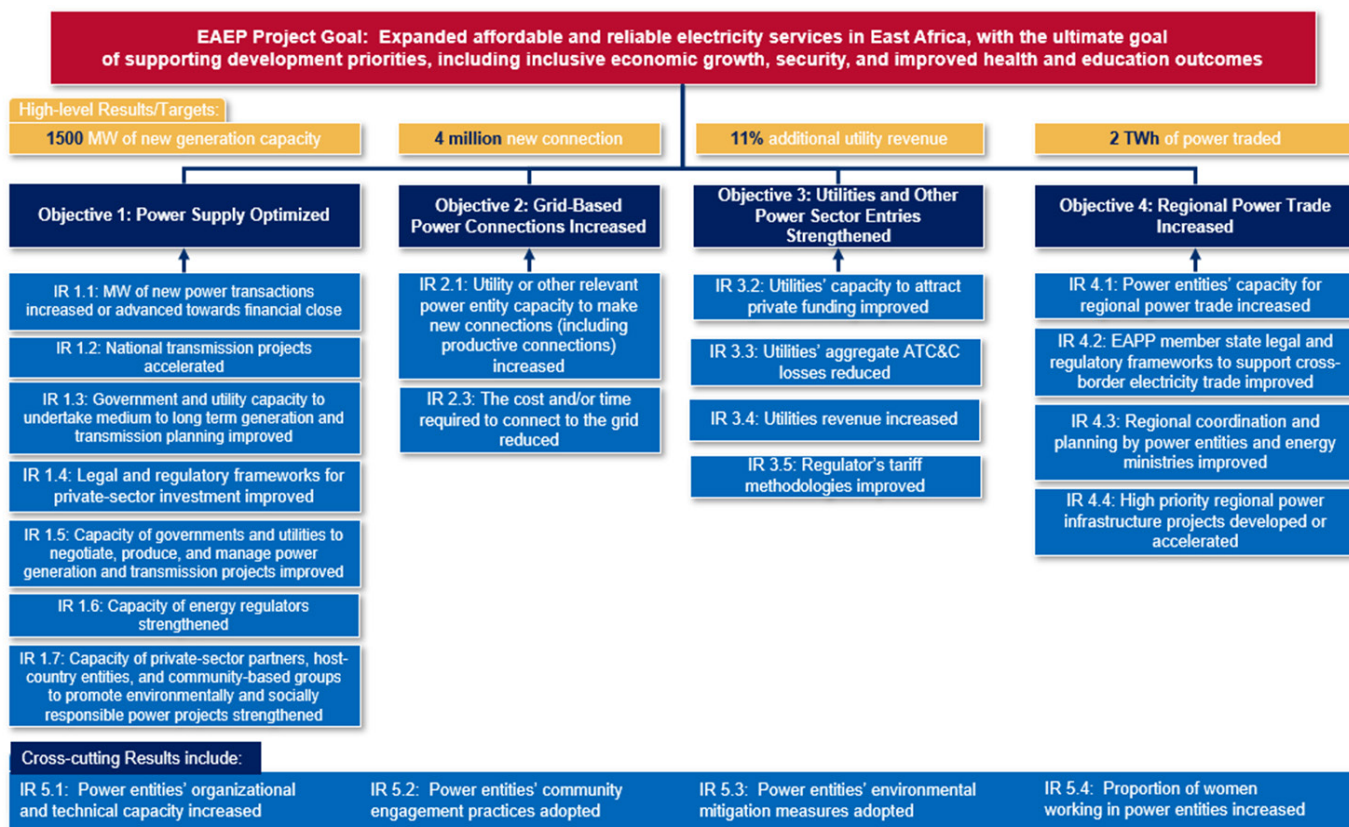 EAEP Project Goal: Expanded affordable and reliable electricity services in East Africa, with the ultimate goal
of supporting development priorities, including inclusive economic growth, security, and improved health and education outcomes
High-level Results/Targets:
1500 MW of new generation capacity
4 million new connection
11% additional utility revenue
2 TWh of power traded
Objective 1: Power Supply Optimized
IR 1.1: MW of new power transactions
increased or advanced towards financial close
IR 1.2: National transmission projects
accelerated
IR 1.3: Government and utility capacity to
undertake medium to long term generation and
transmission planning improved
IR 1.4: Legal and regulatory frameworks for
private-sector investment improved
IR 1.5: Capacity of governments and utilities to
negotiate, produce, and manage power
generation and transmission projects improved
IR 1.6: Capacity of energy regulators
strengthened
IR 1.7: Capacity of private-sector partners, host-
country entities, and community-based groups
to promote environmentally and socially
responsible power projects strengthened
Objective 2: Grid-Based
Power Connections Increased
IR 2.1: Utility or other relevant
power entity capacity to make
new connections (including
productive connections)
increased
IR 2.3: The cost and/or time
required to connect to the grid
reduced
Objective 3: Utilities and Other
Power Sector Entries
Strengthened
IR 3.2: Utilities' capacity to attract
private funding improved
IR 3.3: Utilities' aggregate ATC&C
losses reduced
IR 3.4: Utilities revenue increased
IR 3.5: Regulator's tariff
methodologies improved
Objective 4: Regional Power Trade
Increased
IR 4.1: Power entities' capacity for
regional power trade increased
IR 4.2: EAPP member state legal and
regulatory frameworks to support cross-
border electricity trade improved
IR 4.3: Regional coordination and
planning by power entities and energy
ministries improved
IR 4.4: High priority regional power
infrastructure projects developed or
accelerated
Cross-cutting Results include:
IR 5.1: Power entities' organizational
and technical capacity increased
IR 5.2: Power entities' community
engagement practices adopted
IR 5.3: Power entities' environmental
mitigation measures adopted
IR 5.4: Proportion of women
working in power entities increased